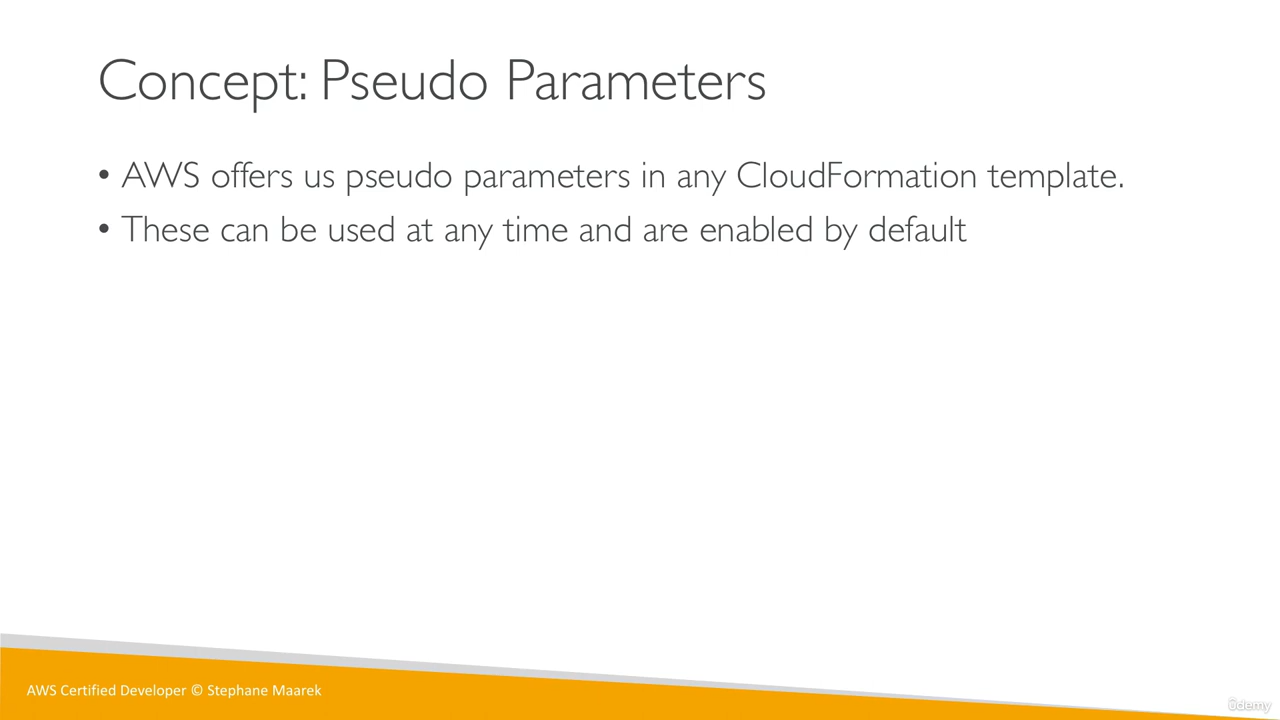 Concept: Pseudo Parameters
• AWS offers us pseudo parameters in any CloudFormation template.
• These can be used at any time and are enabled by default
AWS Certified Developer © Stephane Maarek
ûdemy